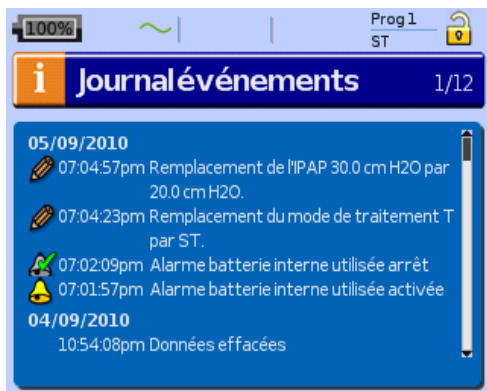 100%
Prog 1
ST
i Journal événements 1/12
05/09/2010
07:04:57pm Remplacement de l'IPAP 30.0 cm H2O par
20.0 cm H2O.
07:04:23pm Remplacement du mode de traitement T
par ST.
07:02:09pm Alarme batterie interne utilisée arrêt
07:01:57pm Alarme batterie interne utilisée activée
04/09/2010
10:54:08pm Données effacées